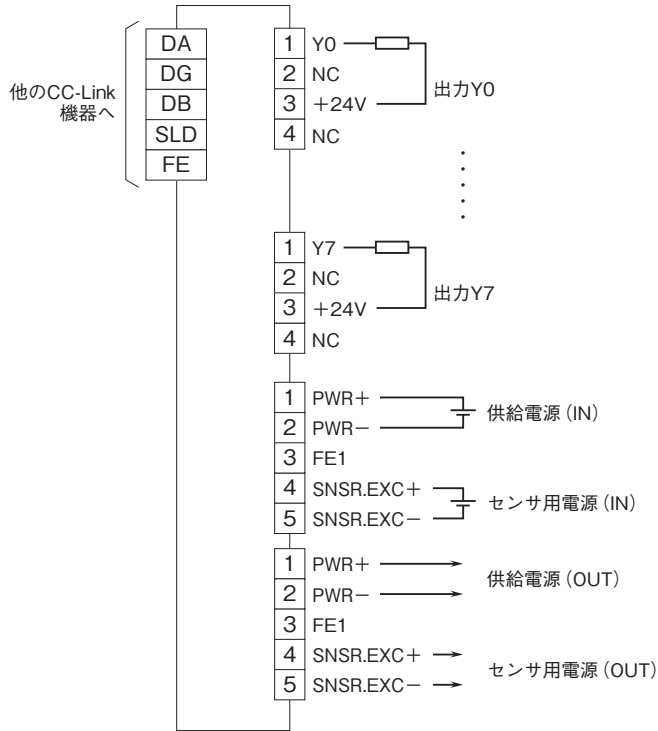 他のCC-Link
機器へ
DA
DG
DB
SLD
FE
1 Y0
2 NC
3 +24V
4 NC
出力Y0
1 Y7
2 NC
3 +24V
4 NC
出力Y7
1 PWR+
2 PWR-
3 FE1
4 SNSR.EXC+
5 SNSR.EXC-
供給電源(IN)
センサ用電源(IN)
1 PWR+
2 PWR-
3 FE1
4 SNSR.EXC+
5 SNSR.EXC-
供給電源(OUT)
センサ用電源(OUT)